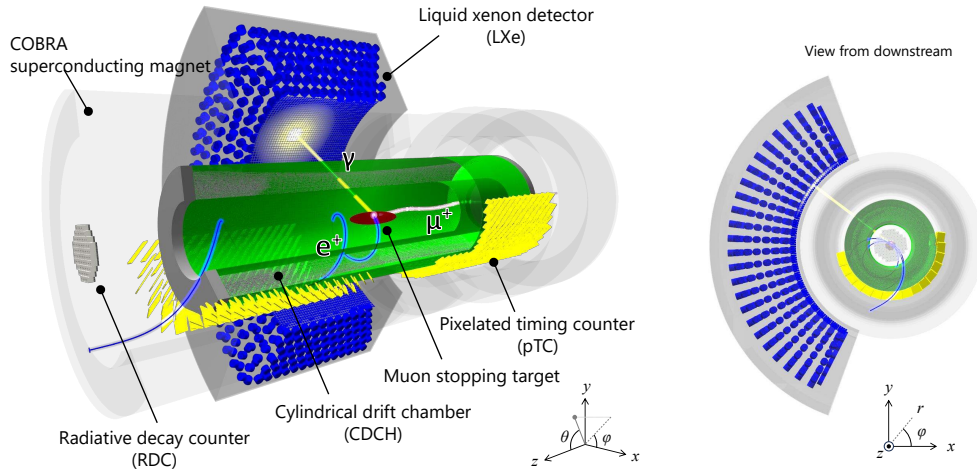 Liquid xenon detector
(LXe)
COBRA
superconducting magnet
View from downstream
γ
e⁺
μ⁺
Pixelated timing counter
(pTC)
Muon stopping target
Cylindrical drift chamber
(CDCH)
Radiative decay counter
(RDC)
y
θ
φ
z
x
y
r
φ
z
x